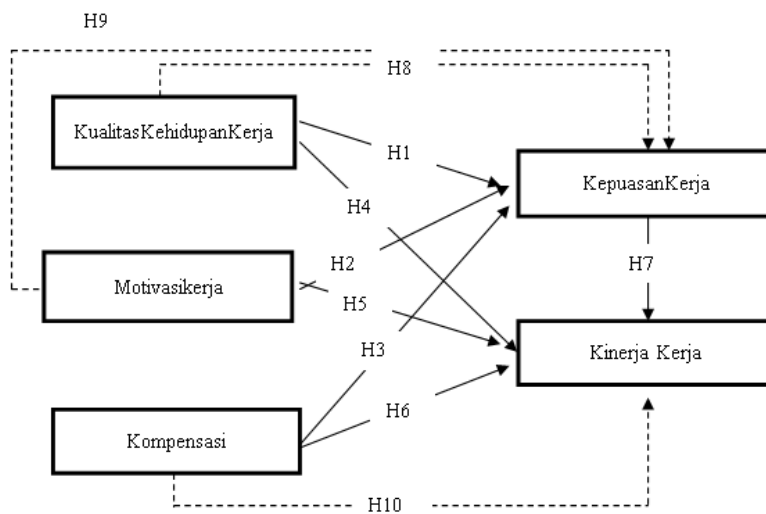 H9
H8
KualitasKehidupanKerja
H1
KepuasanKerja
H4
H2
H7
Motivasikerja
H5
H3
Kinerja Kerja
H6
Kompensasi
H10